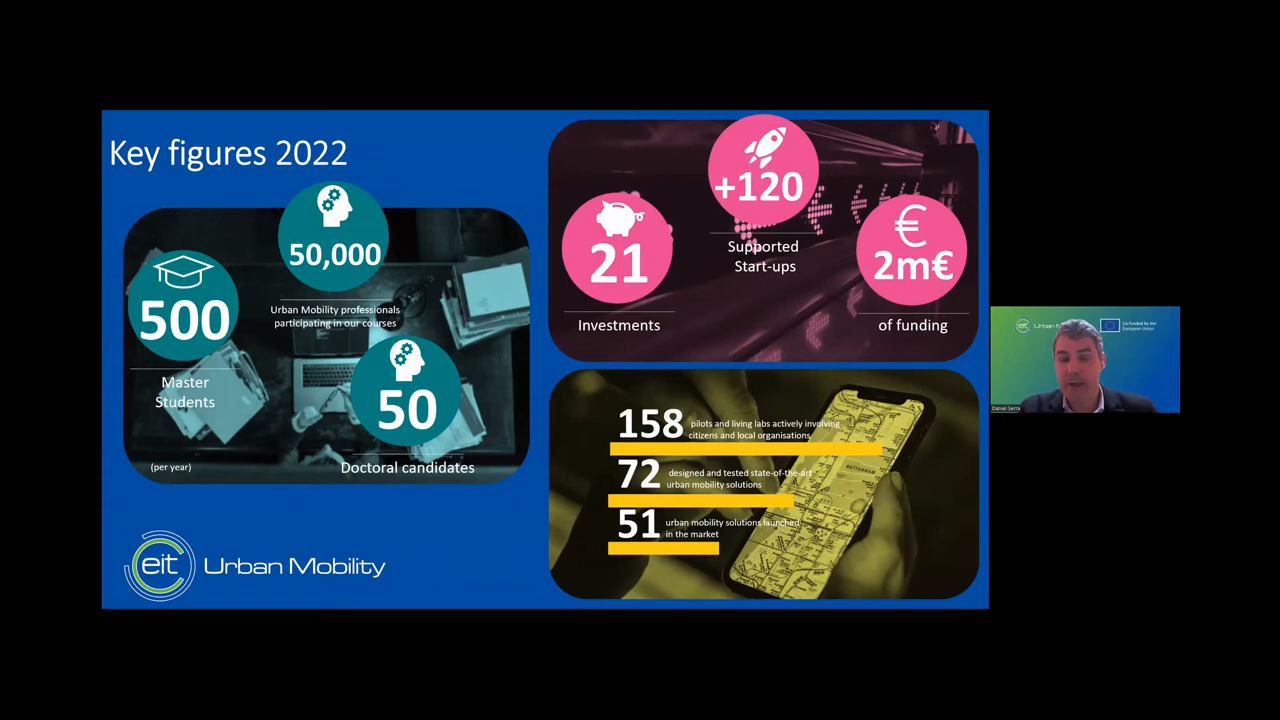 Key figures 2022
50,000
Urban Mobility professionals
participating in our courses
500
Master
Students
(per year)
50
Doctoral candidates
eit Urban Mobility
+120
Supported
Start-ups
21
Investments
€
2m€
of funding
158 pilots and living labs actively involving
citizens and local organisations
72 designed and tested state-of-the-art
urban mobility solutions
51 urban mobility solutions launched
in the market
MATTANHAM
eit Urban M
Co-funded by the
European Union
Daniel Serra